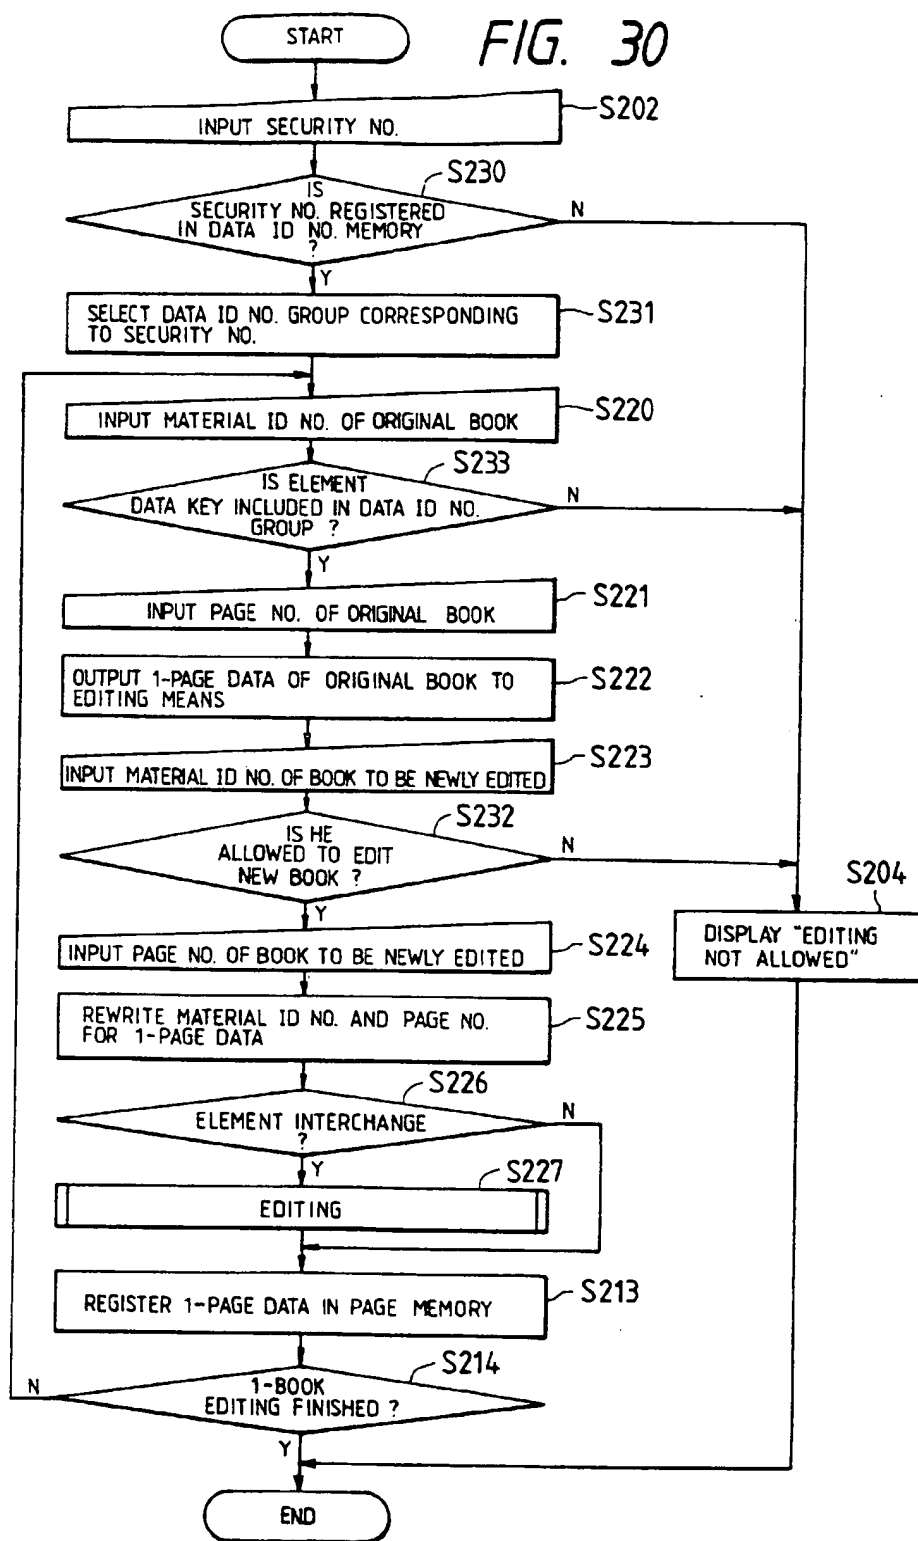 START
FIG. 30
S202
INPUT SECURITY NO.
S230
IS
SECURITY NO. REGISTERED
IN DATA ID NO. MEMORY
?
N
Y
SELECT DATA ID NO. GROUP CORRESPONDING
TO SECURITY NO.
S231
S220
INPUT MATERIAL ID NO. OF ORIGINAL BOOK
S233
IS ELEMENT
DATA KEY INCLUDED IN DATA ID NO.
GROUP ?
N
Y
S221
INPUT PAGE NO. OF ORIGINAL BOOK
OUTPUT 1-PAGE DATA OF ORIGINAL BOOK TO
EDITING MEANS
S222
S223
INPUT MATERIAL ID NO. OF BOOK TO BE NEWLY EDITED
S232
IS HE
ALLOWED TO EDIT
NEW BOOK ?
N
Y
S204
DISPLAY "EDITING
NOT ALLOWED"
S224
INPUT PAGE NO. OF BOOK TO BE NEWLY EDITED
REWRITE MATERIAL ID NO. AND PAGE NO.
FOR 1-PAGE DATA
S225
S226
ELEMENT INTERCHANGE
?
N
Y
S227
EDITING
REGISTER 1-PAGE DATA IN PAGE MEMORY
S213
S214
1-BOOK
EDITING FINISHED ?
N
Y
END